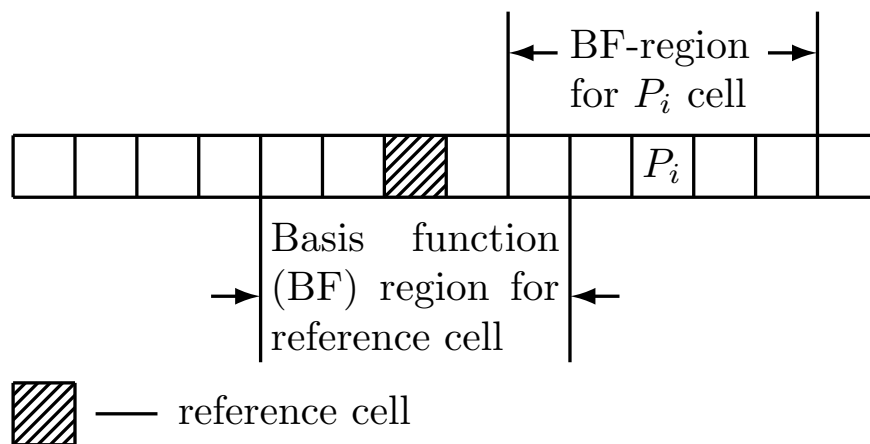 BF-region
for P_i cell
P_i
Basis function
(BF) region for
reference cell
— reference cell